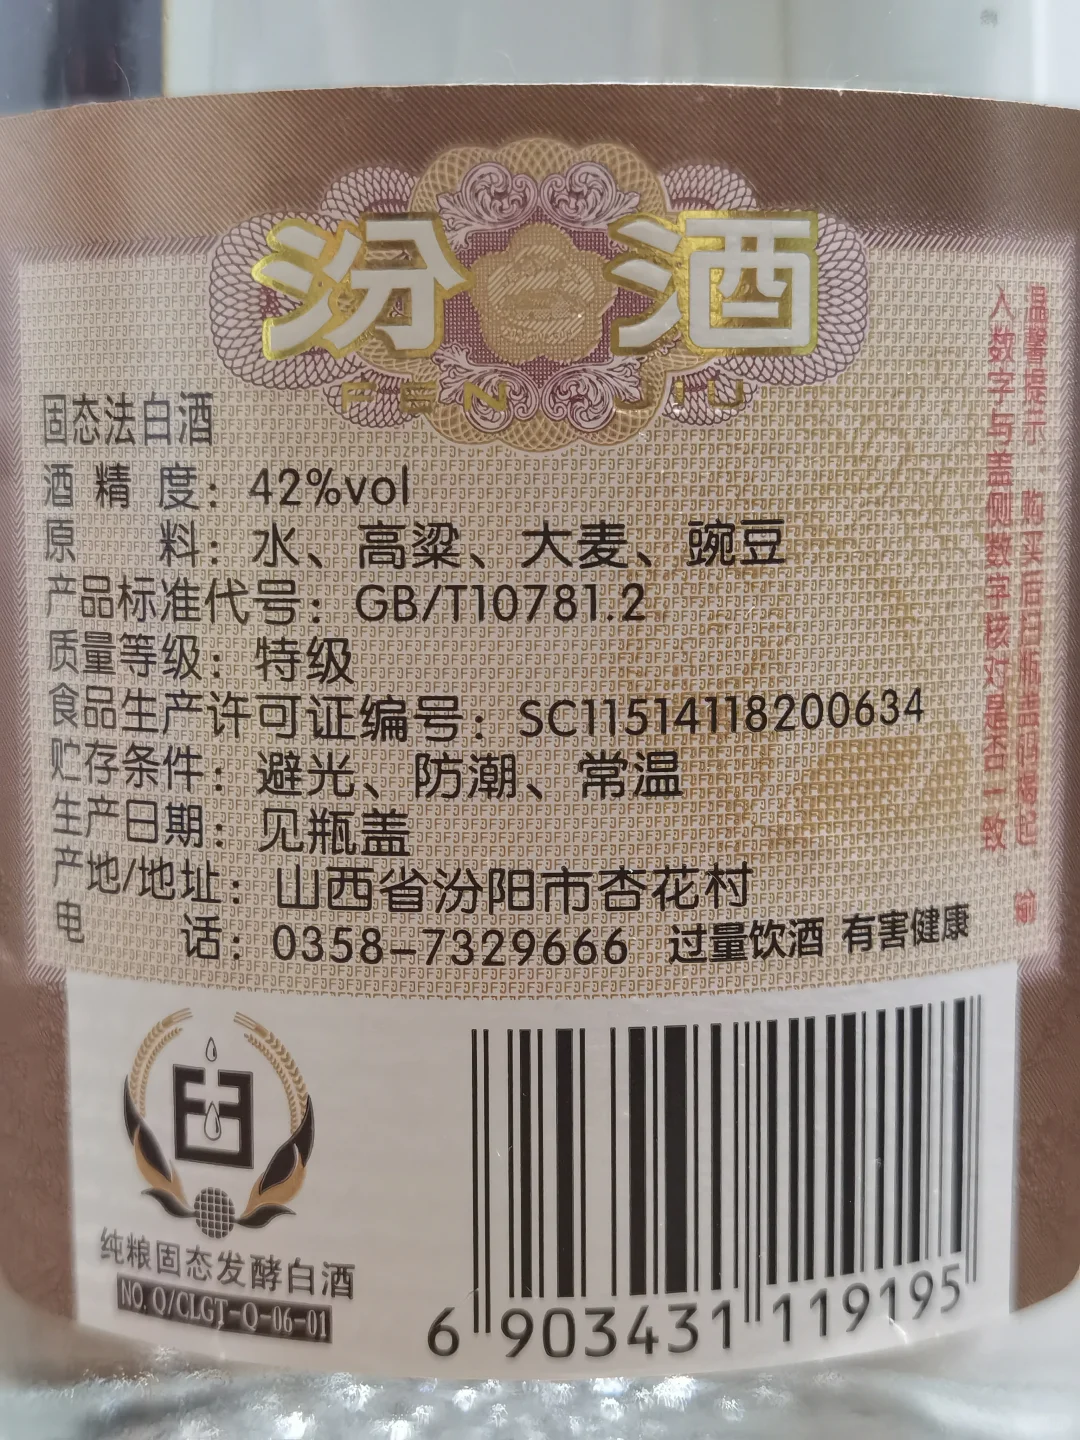 汾酒
FEN JIU
固态法白酒
酒精度：42%vol
原料：水、高粱、大麦、豌豆
产品标准代号：GB/T10781.2
质量等级：特级
食品生产许可证编号：SC11514118200634
贮存条件：避光、防潮、常温
生产日期：见瓶盖
产地/地址：山西省汾阳市杏花村
电话：0358-7329666 过量饮酒 有害健康
温馨提示 购买后白瓶盖码揭起 输
入数字与盖侧数字核对是否一致
纯粮固态发酵白酒
NO. Q/CLGT-Q-06-01
6 903431 119195